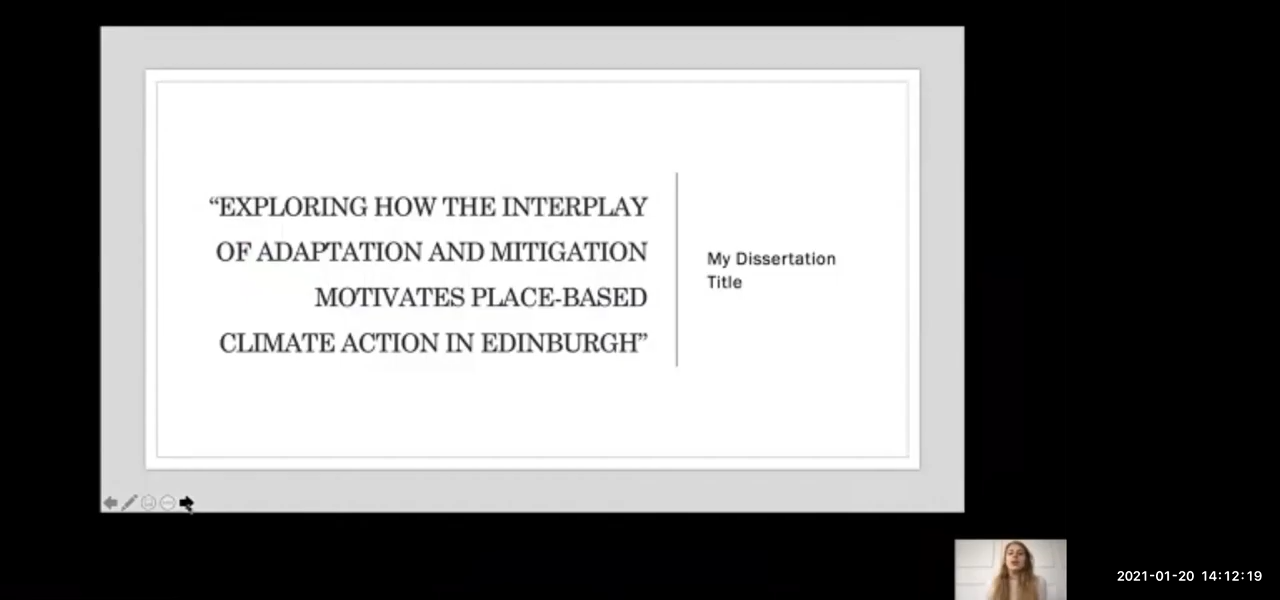 “EXPLORING HOW THE INTERPLAY
OF ADAPTATION AND MITIGATION
MOTIVATES PLACE-BASED
CLIMATE ACTION IN EDINBURGH”
My Dissertation
Title
2021-01-20 14:12:19